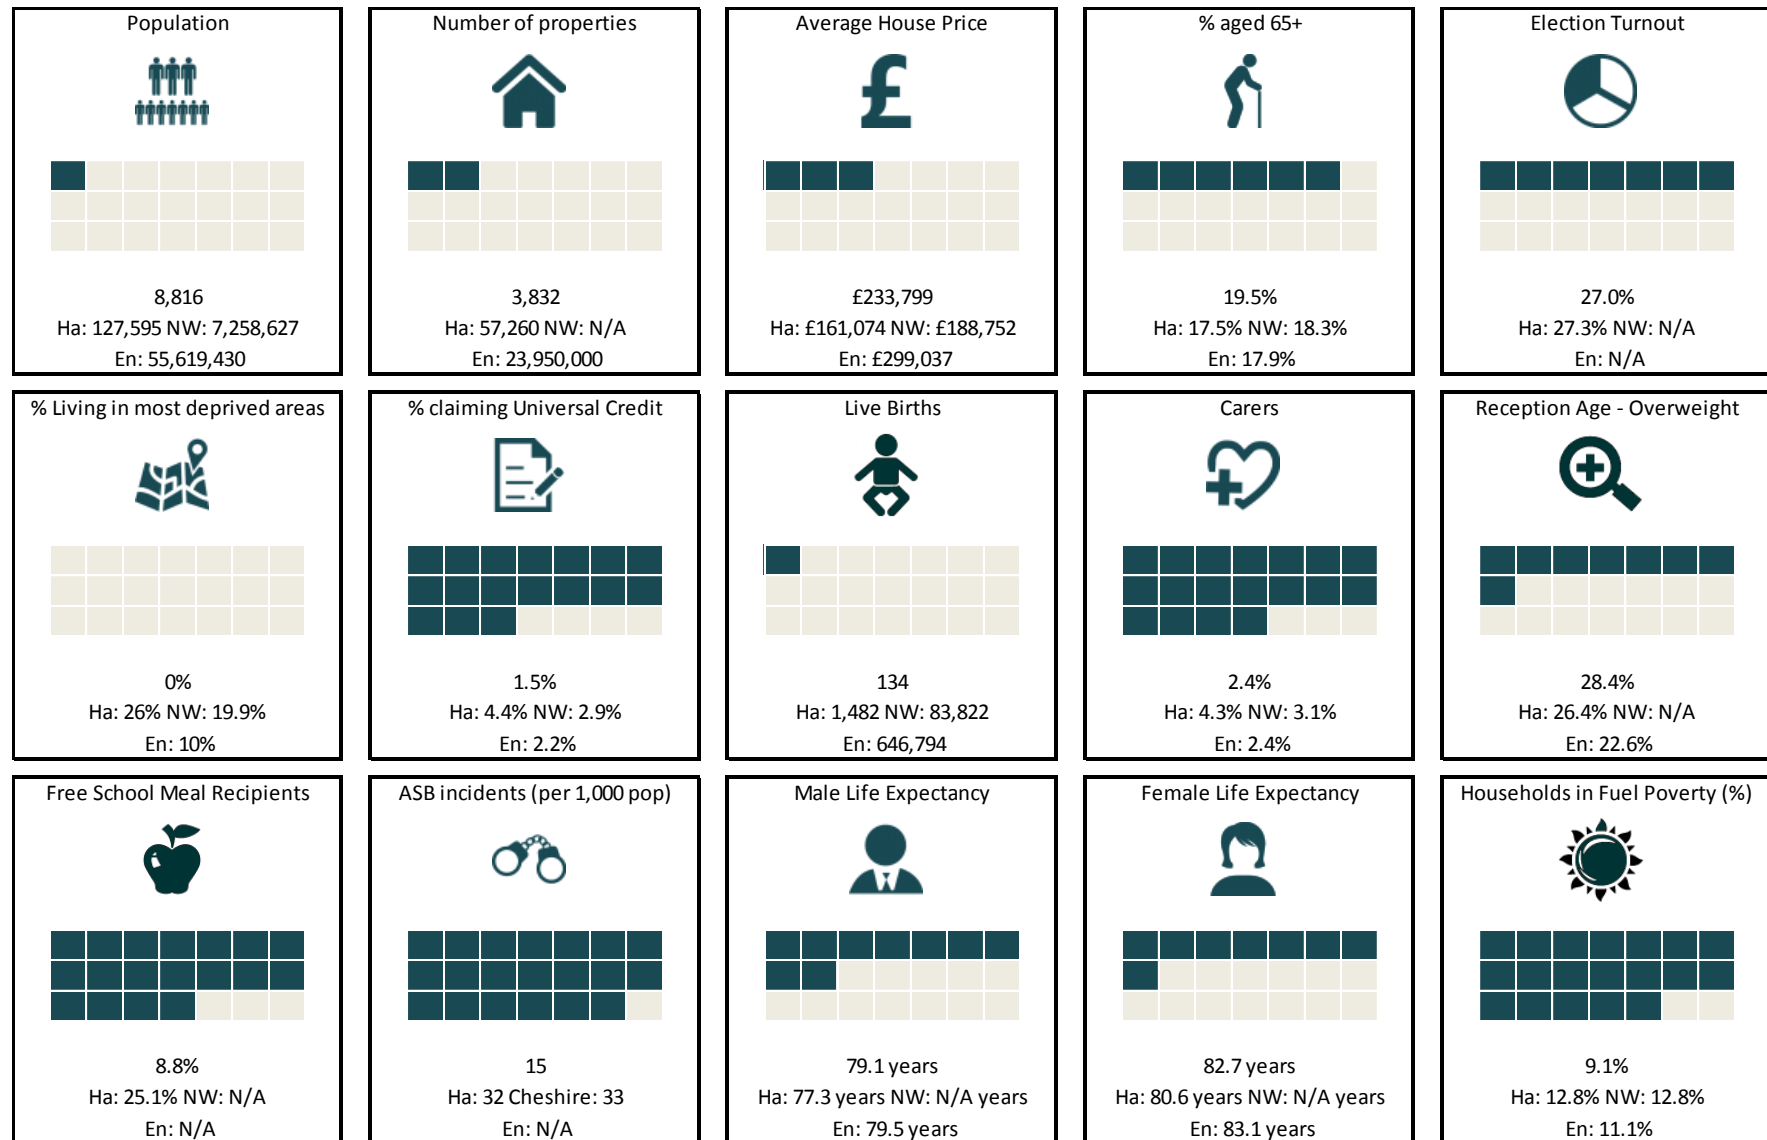 Population
8,816
Ha: 127,595 NW: 7,258,627
En: 55,619,430
Number of properties
3,832
Ha: 57,260 NW: N/A
En: 23,950,000
Average House Price
£
£233,799
Ha: £161,074 NW: £188,752
En: £299,037
% aged 65+
19.5%
Ha: 17.5% NW: 18.3%
En: 17.9%
Election Turnout
27.0%
Ha: 27.3% NW: N/A
En: N/A
% Living in most deprived areas
0%
Ha: 26% NW: 19.9%
En: 10%
% claiming Universal Credit
1.5%
Ha: 4.4% NW: 2.9%
En: 2.2%
Live Births
134
Ha: 1,482 NW: 83,822
En: 646,794
Carers
2.4%
Ha: 4.3% NW: 3.1%
En: 2.4%
Reception Age - Overweight
28.4%
Ha: 26.4% NW: N/A
En: 22.6%
Free School Meal Recipients
8.8%
Ha: 25.1% NW: N/A
En: N/A
ASB incidents (per 1,000 pop)
15
Ha: 32 Cheshire: 33
En: N/A
Male Life Expectancy
79.1 years
Ha: 77.3 years NW: N/A years
En: 79.5 years
Female Life Expectancy
82.7 years
Ha: 80.6 years NW: N/A years
En: 83.1 years
Households in Fuel Poverty (%)
9.1%
Ha: 12.8% NW: 12.8%
En: 11.1%